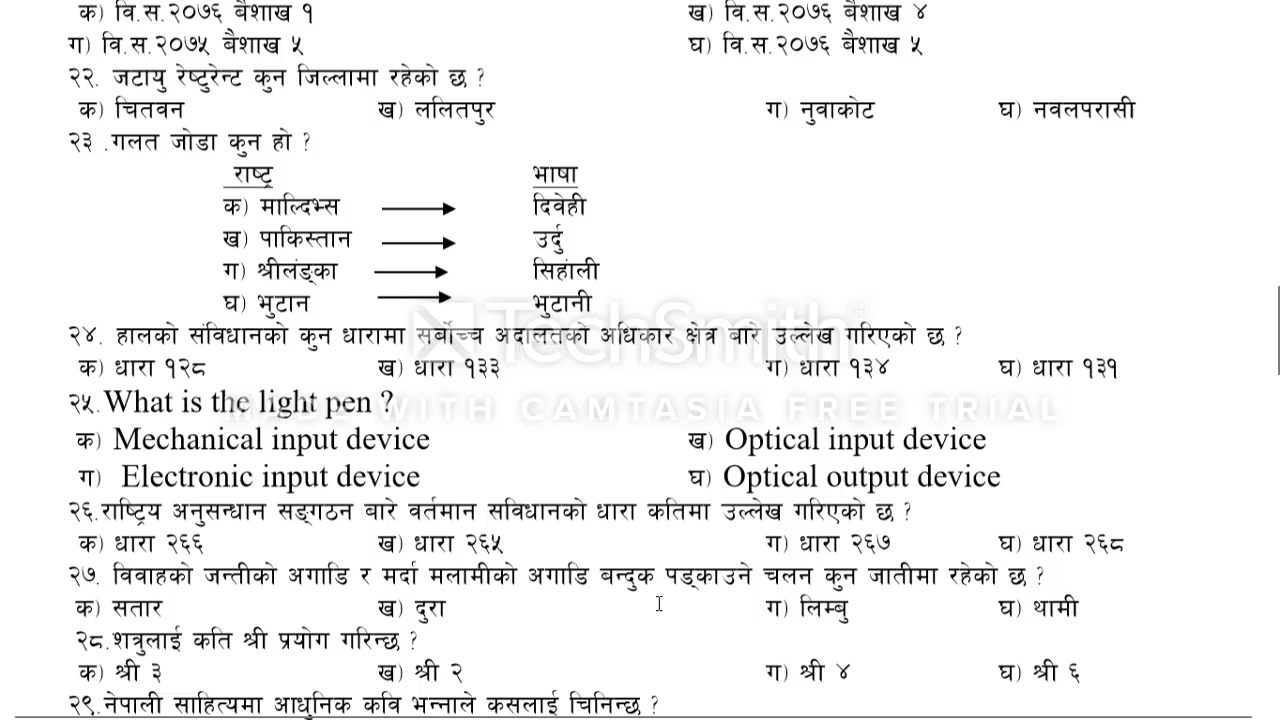 क) वि.स.२०७६ बैशाख १ ख) वि.स.२०७६ बैशाख ४
ग) वि.स.२०७५ बैशाख ५ घ) वि.स.२०७६ बैशाख ५
२२. जटायु रेष्टुरेन्ट कुन जिल्लामा रहेको छ ?
क) चितवन ख) ललितपुर ग) नुवाकोट घ) नवलपरासी
२३ .गलत जोडा कुन हो ?
राष्ट्र भाषा
क) माल्दिभ्स दिवेही
ख) पाकिस्तान उर्दु
ग) श्रीलंङ्का सिहांली
घ) भुटान भुटानी
२४. हालको संविधानको कुन धारामा सर्बोच्च अदालतको अधिकार क्षेत्र बारे उल्लेख गरिएको छ ?
क) धारा १२८ ख) धारा १३३ ग) धारा १३४ घ) धारा १३१
२५.What is the light pen ?
क) Mechanical input device ख) Optical input device
ग) Electronic input device घ) Optical output device
२६.राष्ट्रिय अनुसन्धान सङ्गठन बारे वर्तमान सविधानको धारा कतिमा उल्लेख गरिएको छ ?
क) धारा २६६ ख) धारा २६५ ग) धारा २६७ घ) धारा २६८
२७. विवाहको जन्तीको अगाडि र मर्दा मलामीको अगाडि बन्दुक पड्काउने चलन कुन जातीमा रहेको छ ?
क) सतार ख) दुरा ग) लिम्बु घ) थामी
२८.शत्रुलाई कति श्री प्रयोग गरिन्छ ?
क) श्री ३ ख) श्री २ ग) श्री ४ घ) श्री ६
२९.नेपाली साहित्यमा आधुनिक कवि भन्नाले कसलाई चिनिन्छ ?
TechSmith®
MADE WITH CAMTASIA FREE TRIAL